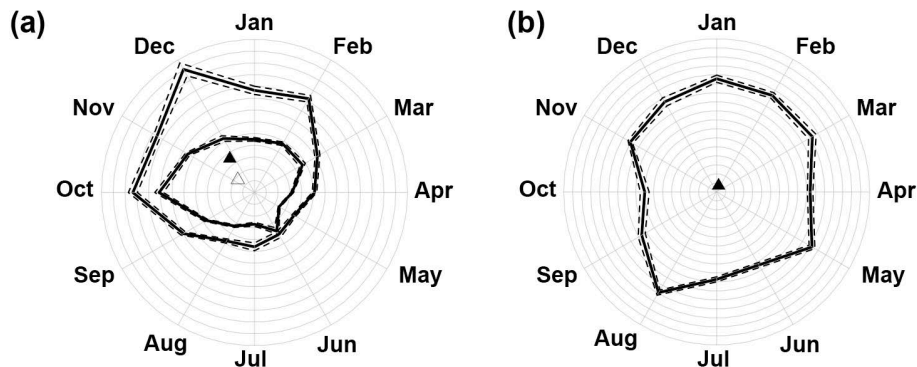 (a)
Jan
Feb
Mar
Apr
May
Jun
Jul
Aug
Sep
Oct
Nov
Dec
(b)
Jan
Feb
Mar
Apr
May
Jun
Jul
Aug
Sep
Oct
Nov
Dec